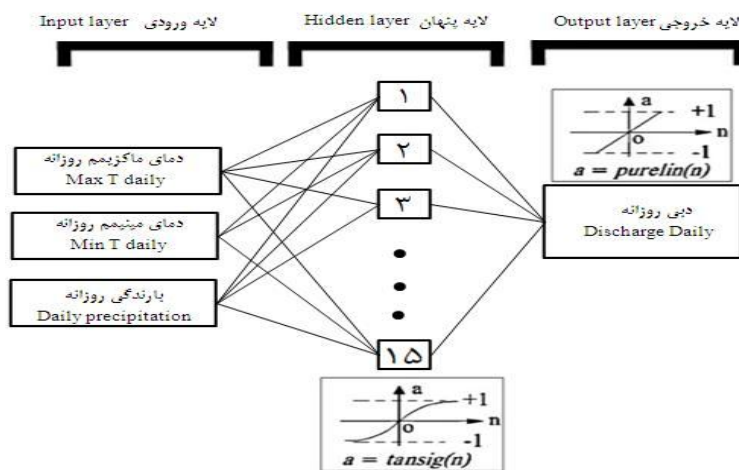 Input layer لایه ورودی
Hidden layer لایه پنهان
Output layer لایه خروجی
دمای ماکزیمم روزانه
Max T daily
دمای مینیمم روزانه
Min T daily
بارندگی روزانه
Daily precipitation
۱
۲
۳
۱۵
a
+1
n
o
-1
a = tansig(n)
a
+1
n
o
-1
a = purelin(n)
دبی روزانه
Discharge Daily